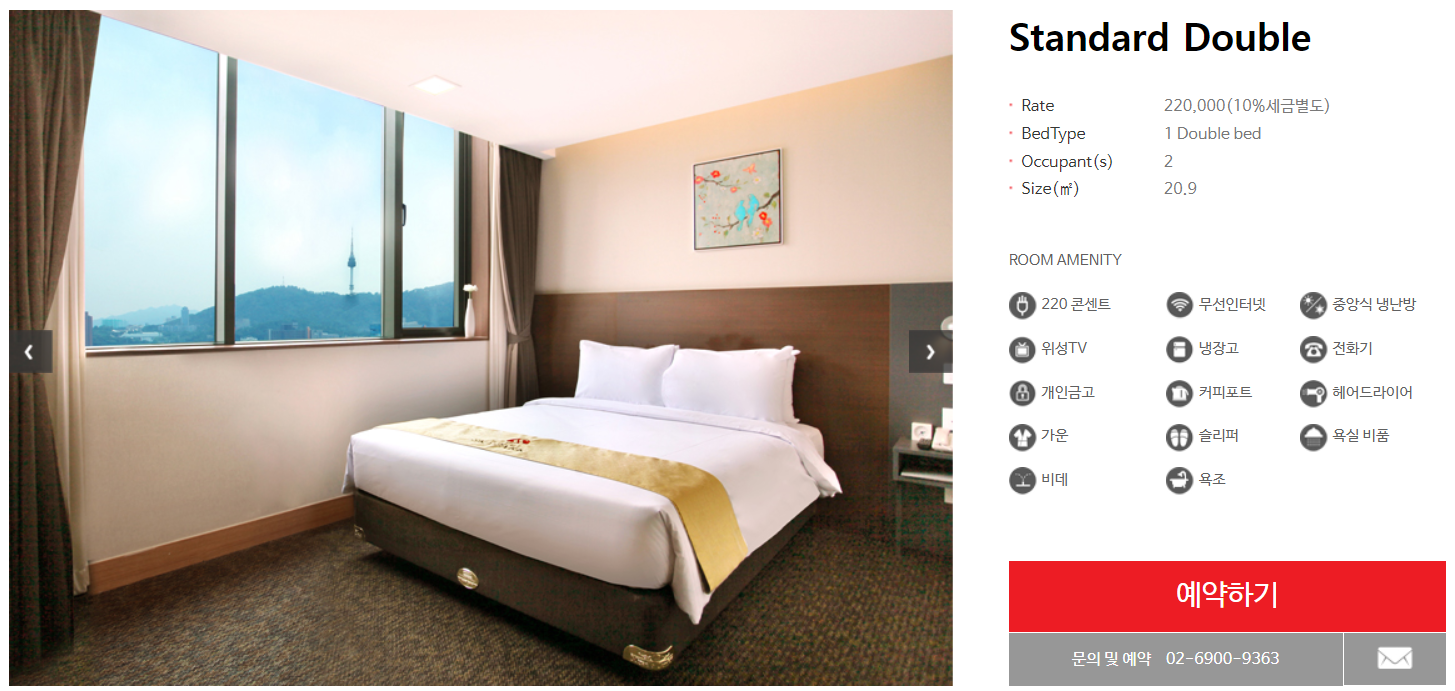 Standard Double
Rate 220,000(10%세금별도)
BedType 1 Double bed
Occupant(s) 2
Size(㎡) 20.9
ROOM AMENITY
220 콘센트 무선인터넷 중앙식 냉난방
위성TV 냉장고 전화기
개인금고 커피포트 헤어드라이어
가운 슬리퍼 욕실 비품
비데 욕조
예약하기
문의 및 예약 02-6900-9363